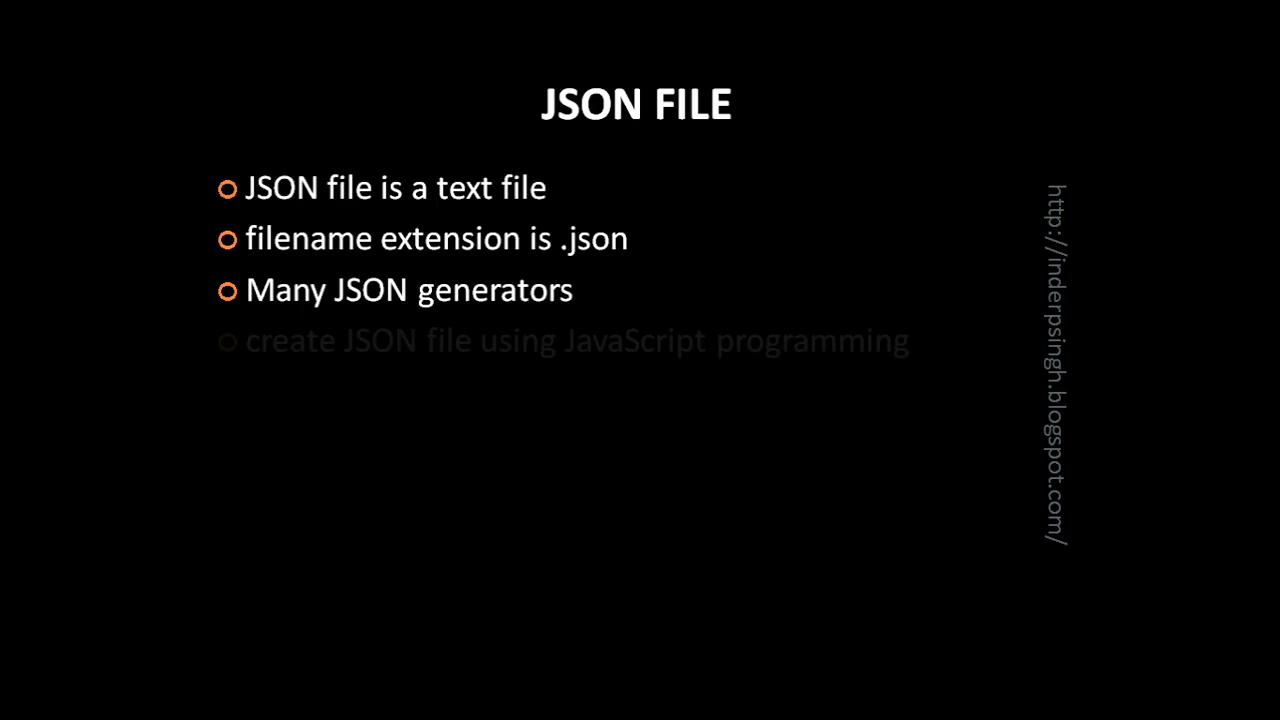 JSON FILE
JSON file is a text file
filename extension is .json
Many JSON generators
create JSON file using JavaScript programming
http://inderpsingh.blogspot.com/